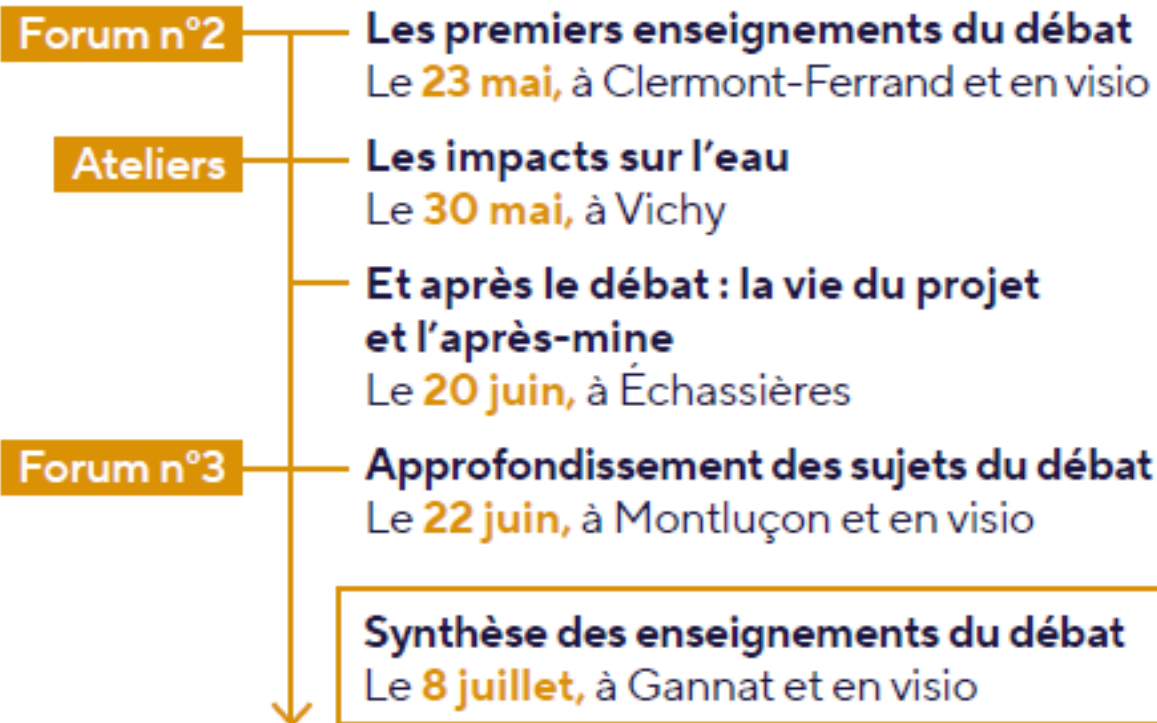 Forum n°2
Les premiers enseignements du débat
Le 23 mai, à Clermont-Ferrand et en visio
Ateliers
Les impacts sur l'eau
Le 30 mai, à Vichy
Et après le débat : la vie du projet
et l'après-mine
Le 20 juin, à Échassières
Forum n°3
Approfondissement des sujets du débat
Le 22 juin, à Montluçon et en visio
Synthèse des enseignements du débat
Le 8 juillet, à Gannat et en visio